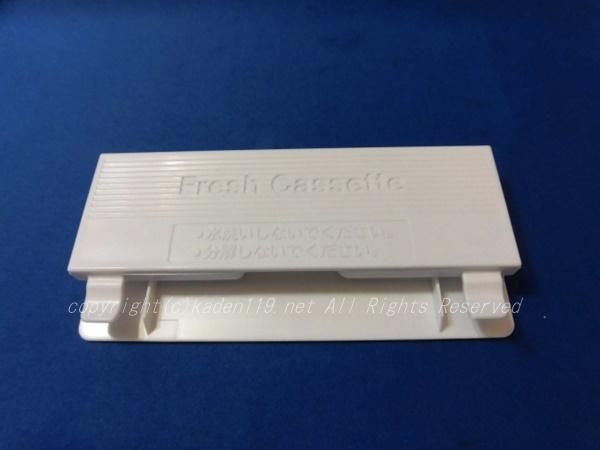 Fresh Cassette
●水洗いしないでください。
●分解しないでください。
copyright(c)kaden119.net All Rights Reserved